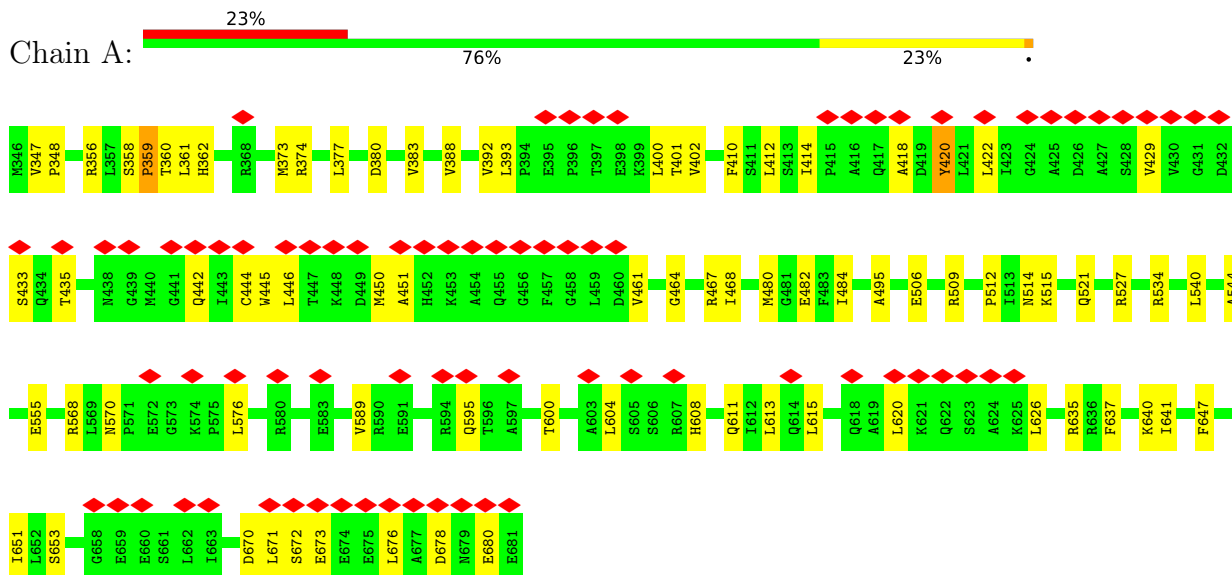 23%
Chain A:
76% 23% •
M346 V347 P348 R356 L357 S358 P359 T360 L361 H362 R368 M373 R374 L377 D380 V383 V388 V392 L393 P394 E395 P396 T397 E398 K399 L400 T401 V402 F410 S411 L412 S413 I414 P415 A416 Q417 A418 D419 Y420 L421 L422 I423 G424 A425 D426 A427 S428 V429 V430 G431 D432
S433 Q434 T435 N438 G439 M440 G441 Q442 I443 C444 W445 L446 T447 K448 D449 M450 A451 H452 K453 A454 Q455 G456 F457 G458 L459 D460 V461 G464 R467 I468 M480 G481 E482 F483 I484 A495 E506 R509 P512 I513 N514 K515 Q521 R527 R534 L540 A544
E555 R568 L569 N570 P571 E572 G573 K574 P575 L576 R580 E583 V589 R590 E591 R594 Q595 T596 A597 T600 A603 L604 S605 S606 R607 H608 Q611 I612 L613 Q614 L615 Q618 A619 L620 K621 Q622 S623 A624 K625 L626 R635 R636 F637 K640 I641 F647
I651 L652 S653 G658 E659 E660 S661 L662 I663 D670 L671 S672 E673 E674 E675 L676 A677 D678 N679 E680 E681